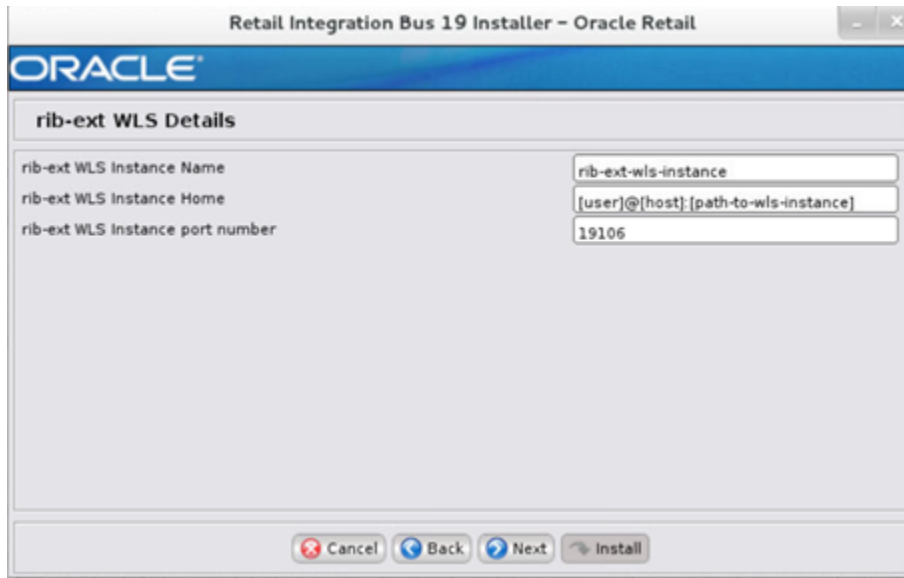 Retail Integration Bus 19 Installer – Oracle Retail
ORACLE®
rib-ext WLS Details
rib-ext WLS Instance Name
rib-ext-wls-instance
rib-ext WLS Instance Home
[user]@[host]:[path-to-wls-instance]
rib-ext WLS Instance port number
19106
Cancel Back Next Install